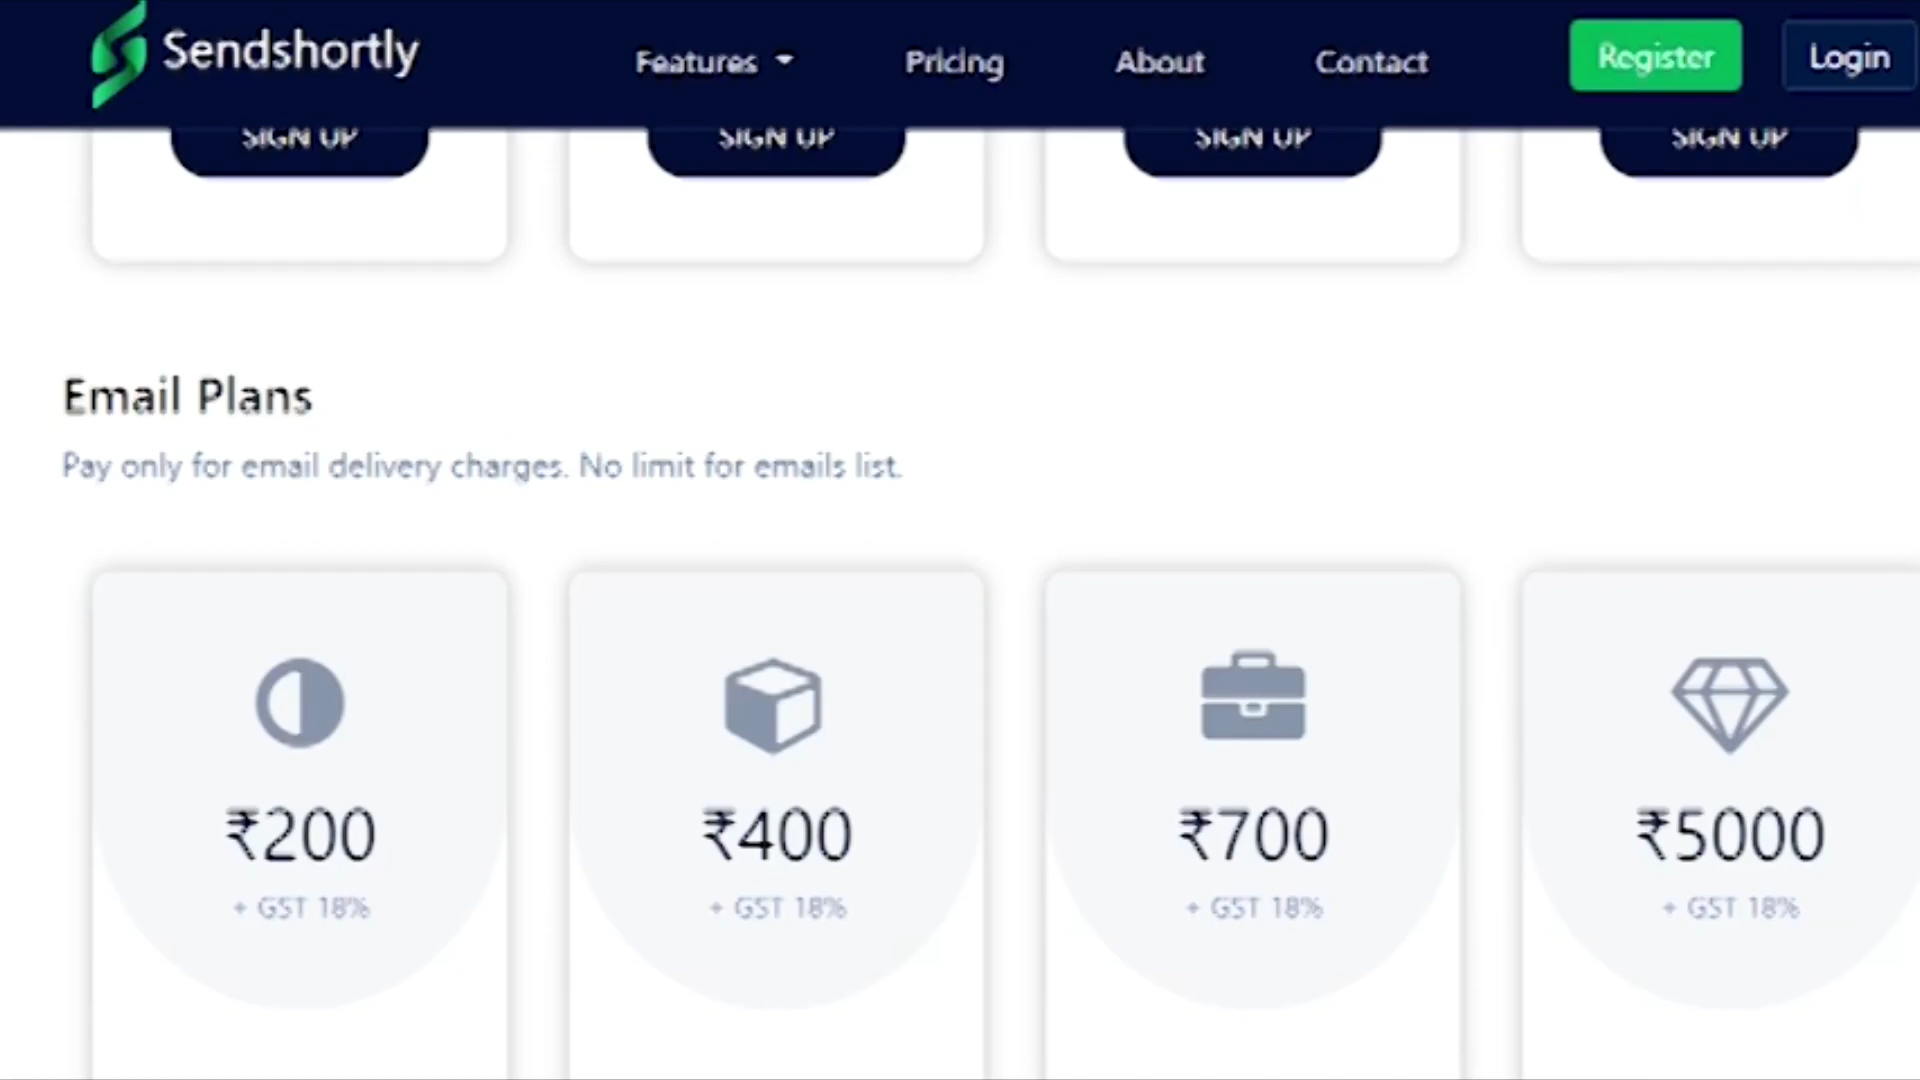 Sendshortly
Features
Pricing
About
Contact
Register
Login
SIGN UP
SIGN UP
SIGN UP
SIGN UP
Email Plans
Pay only for email delivery charges. No limit for emails list.
₹200
₹400
₹700
₹5000
+ GST 18%
+ GST 18%
+ GST 18%
+ GST 18%